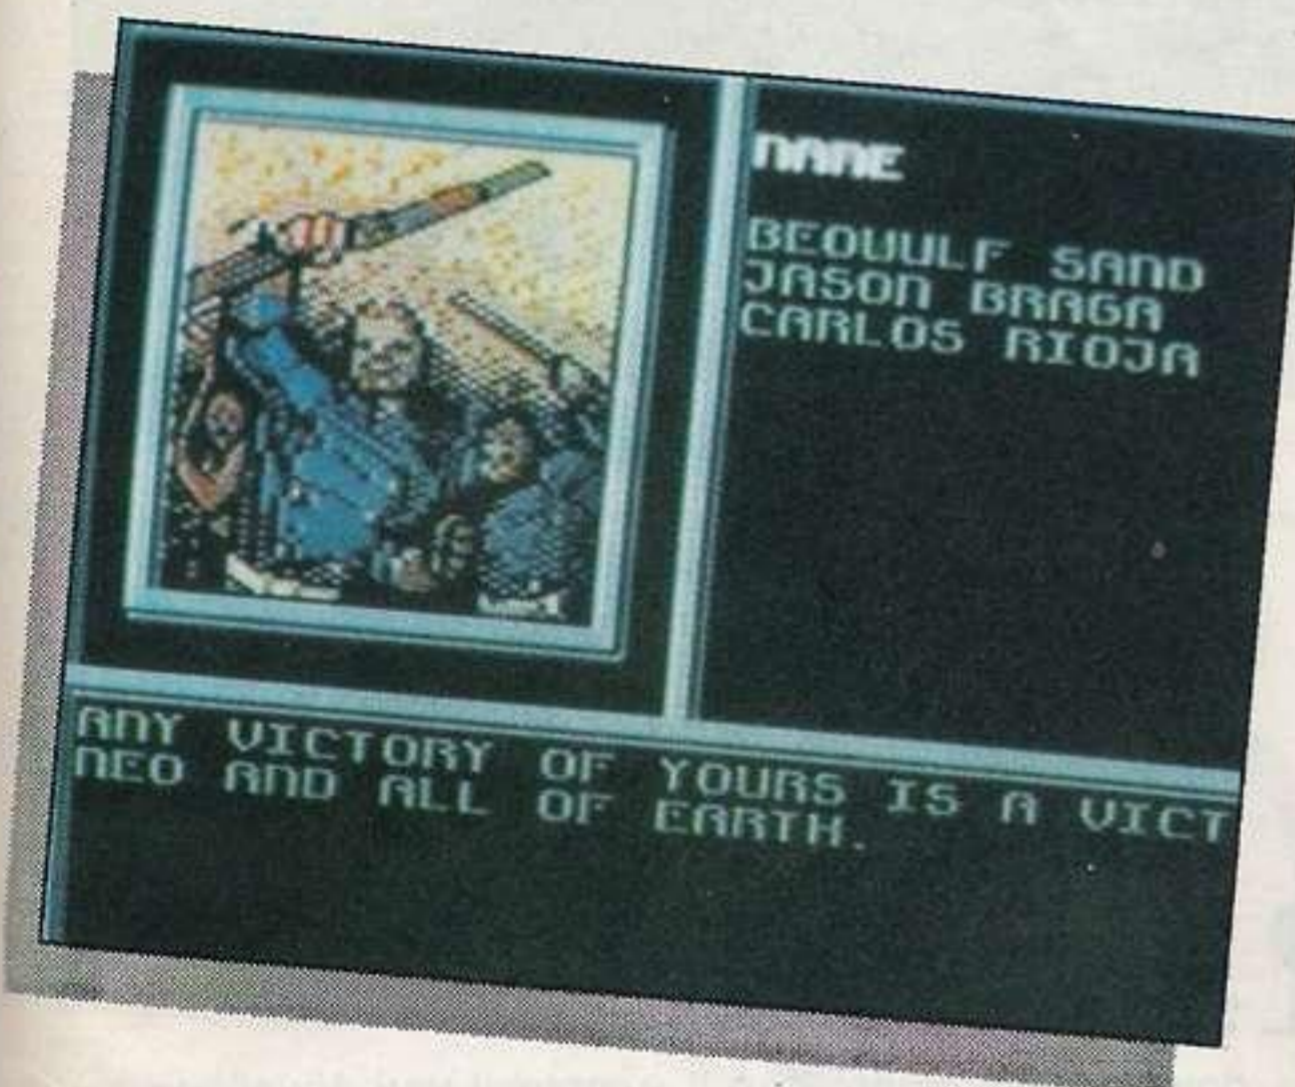 NAME
BEOWULF SAND
JASON BRAGA
CARLOS RIOJA
ANY VICTORY OF YOURS IS A VICT
NEO AND ALL OF EARTH.